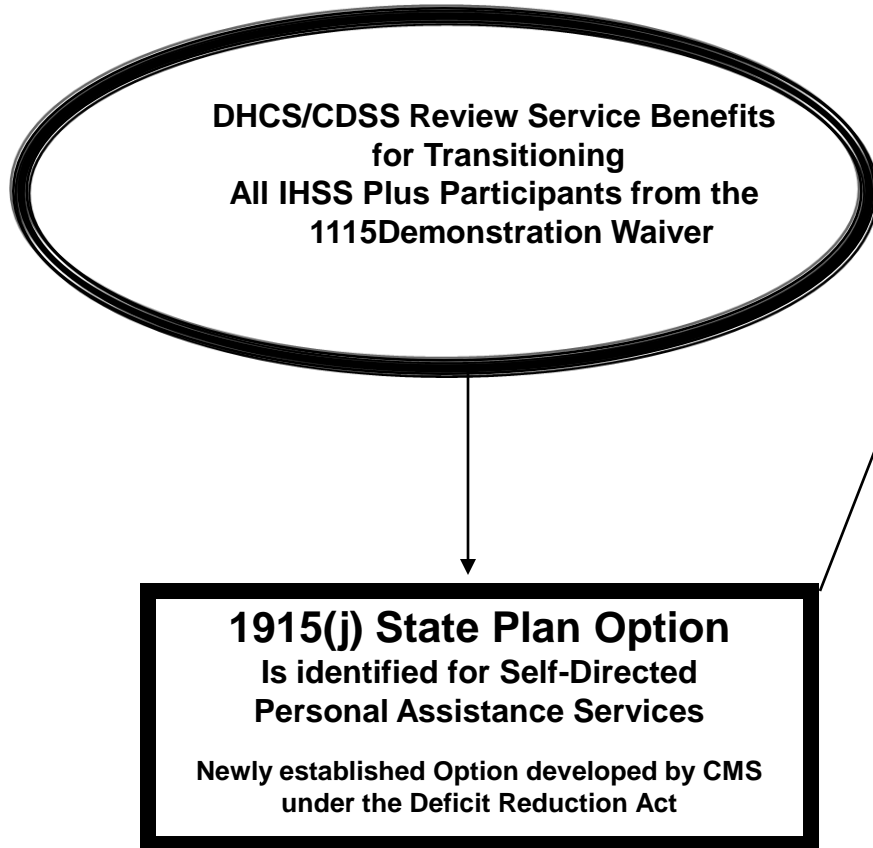 DHCS/CDSS Review Service Benefits
for Transitioning
All IHSS Plus Participants from the
1115Demonstration Waiver
1915(j) State Plan Option
Is identified for Self-Directed
Personal Assistance Services
Newly established Option developed by CMS
under the Deficit Reduction Act